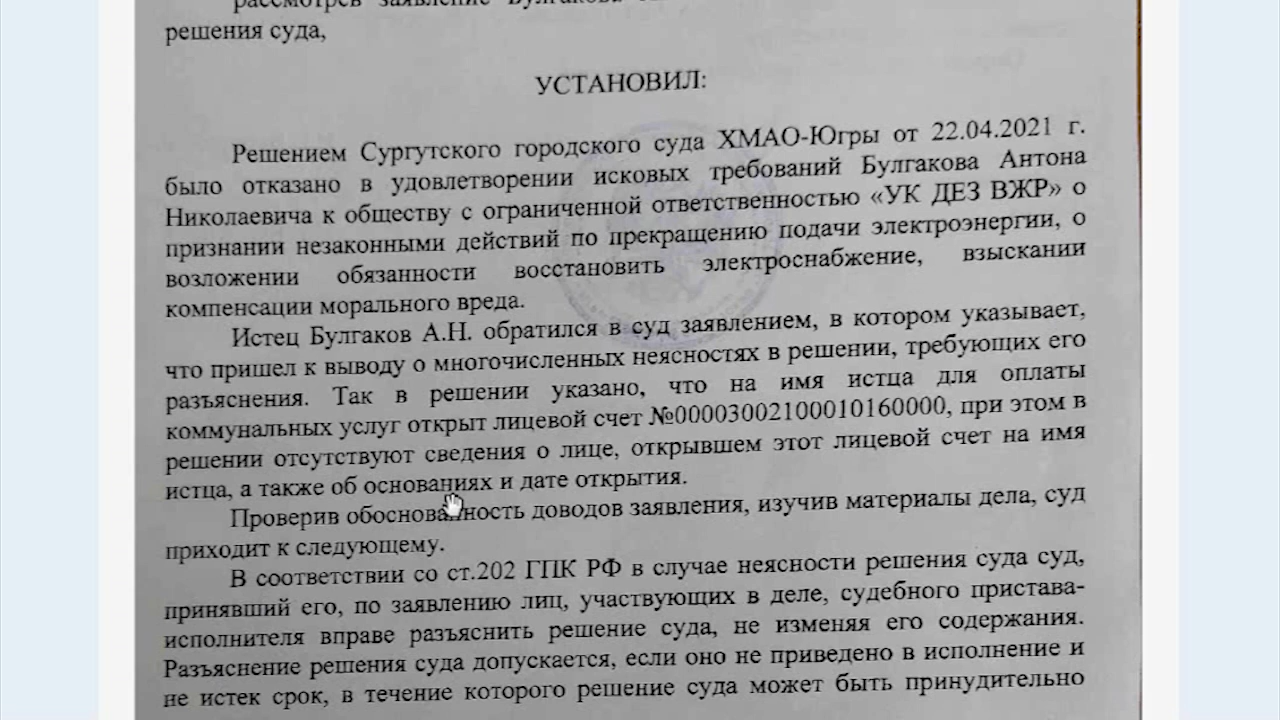 рассмотрев заявление Булгакова
решения суда,
УСТАНОВИЛ:
Решением Сургутского городского суда ХМАО-Югры от 22.04.2021 г.
было отказано в удовлетворении исковых требований Булгакова Антона
Николаевича к обществу с ограниченной ответственностью «УК ДЕЗ ВЖР» о
признании незаконными действий по прекращению подачи электроэнергии, о
возложении обязанности восстановить электроснабжение, взыскании
компенсации морального вреда.
Истец Булгаков А.Н. обратился в суд заявлением, в котором указывает,
что пришел к выводу о многочисленных неясностях в решении, требующих его
разъяснения. Так в решении указано, что на имя истца для оплаты
коммунальных услуг открыт лицевой счет №00003002100010160000, при этом в
решении отсутствуют сведения о лице, открывшем этот лицевой счет на имя
истца, а также об основаниях и дате открытия.
Проверив обоснованность доводов заявления, изучив материалы дела, суд
приходит к следующему.
В соответствии со ст.202 ГПК РФ в случае неясности решения суда суд,
принявший его, по заявлению лиц, участвующих в деле, судебного пристава-
исполнителя вправе разъяснить решение суда, не изменяя его содержания.
Разъяснение решения суда допускается, если оно не приведено в исполнение и
не истек срок, в течение которого решение суда может быть принудительно